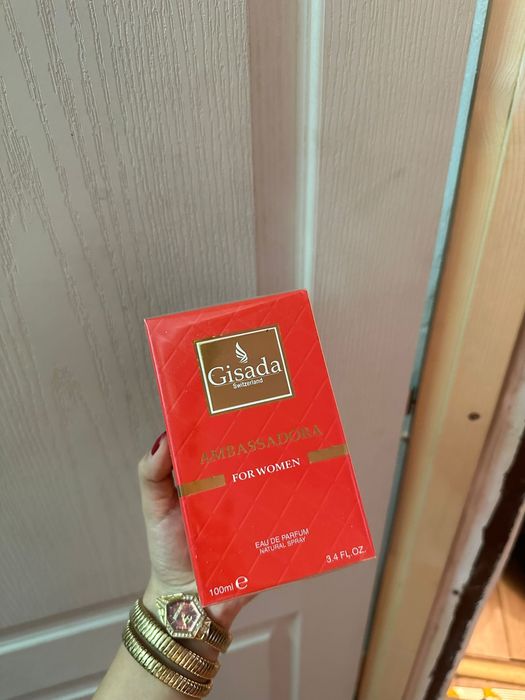 Gisada
Switzerland
AMBASSADORA
FOR WOMEN
EAU DE PARFUM
NATURAL SPRAY
100ml e
3.4 FL. OZ.